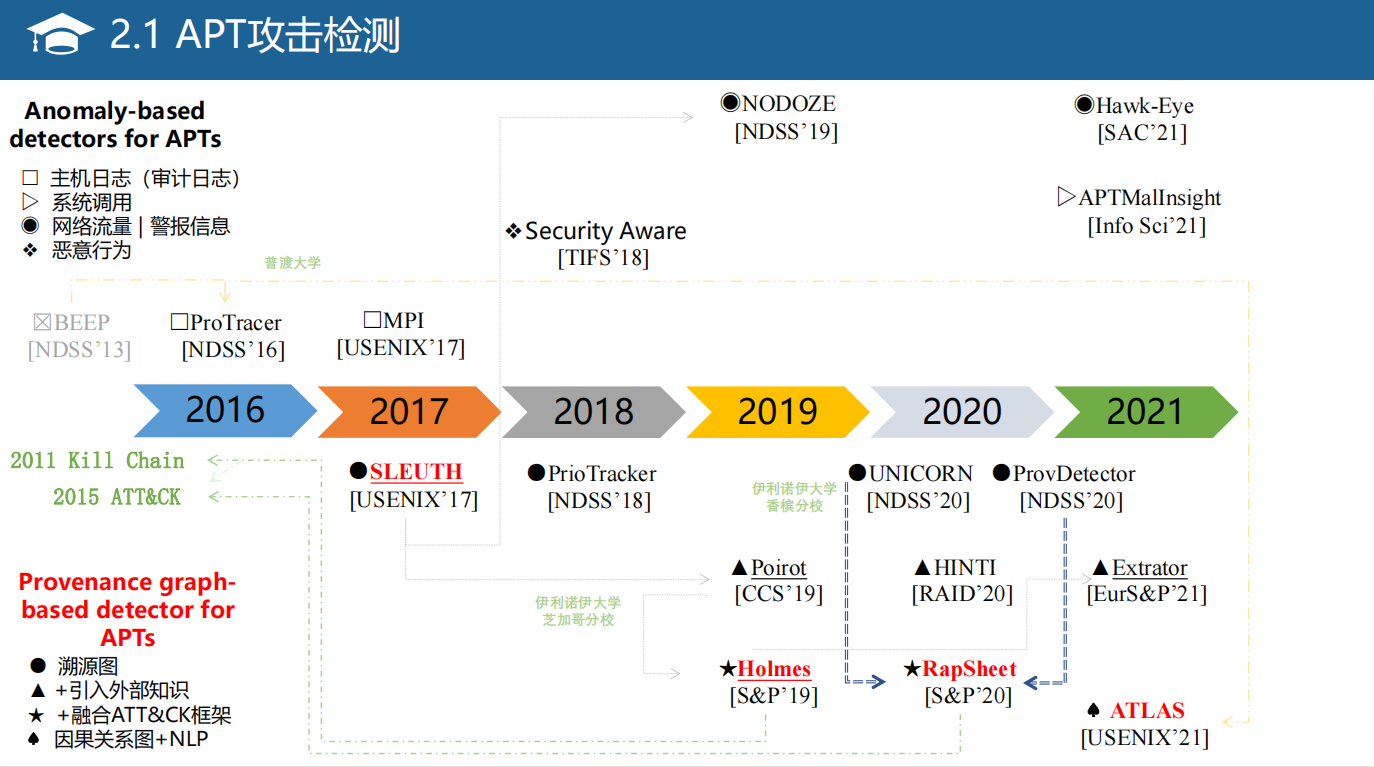 2.1 APT攻击检测
Anomaly-based
detectors for APTs
□ 主机日志（审计日志）
▷ 系统调用
◉ 网络流量 | 警报信息
❖ 恶意行为
◉NODOZE
[NDSS’19]
◉Hawk-Eye
[SAC’21]
▷APTMalInsight
[Info Sci’21]
❖Security Aware
[TIFS’18]
普渡大学
☒BEEP
[NDSS’13]
□ProTracer
[NDSS’16]
□MPI
[USENIX’17]
2016
2017
2018
2019
2020
2021
2011 Kill Chain
2015 ATT&CK
●SLEUTH
[USENIX’17]
●PrioTracker
[NDSS’18]
伊利诺伊大学
香槟分校
●UNICORN
[NDSS’20]
●ProvDetector
[NDSS’20]
▲Poirot
[CCS’19]
▲HINTI
[RAID’20]
▲Extrator
[EurS&P’21]
伊利诺伊大学
芝加哥分校
★Holmes
[S&P’19]
★RapSheet
[S&P’20]
♠ ATLAS
[USENIX’21]
Provenance graph-
based detector for
APTs
● 溯源图
▲ +引入外部知识
★ +融合ATT&CK框架
♠ 因果关系图+NLP